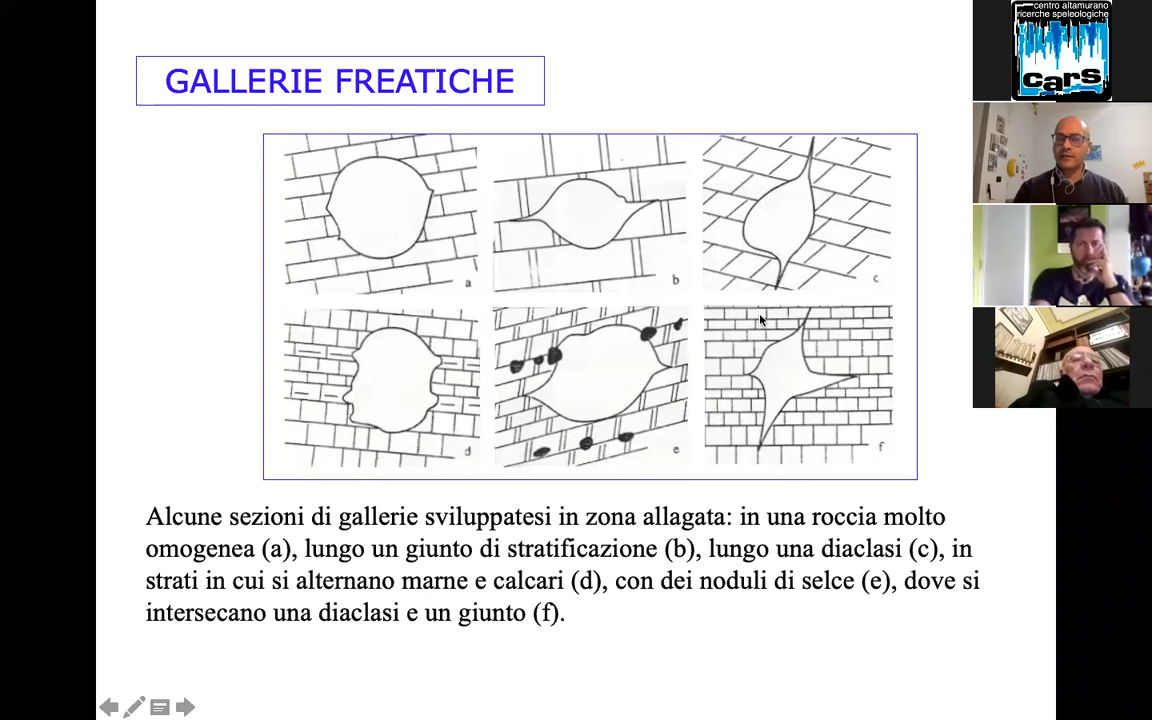 centro altamurano
ricerche speleologiche
cars
GALLERIE FREATICHE
a
b
c
d
e
f
Alcune sezioni di gallerie sviluppatesi in zona allagata: in una roccia molto
omogenea (a), lungo un giunto di stratificazione (b), lungo una diaclasi (c), in
strati in cui si alternano marne e calcari (d), con dei noduli di selce (e), dove si
intersecano una diaclasi e un giunto (f).